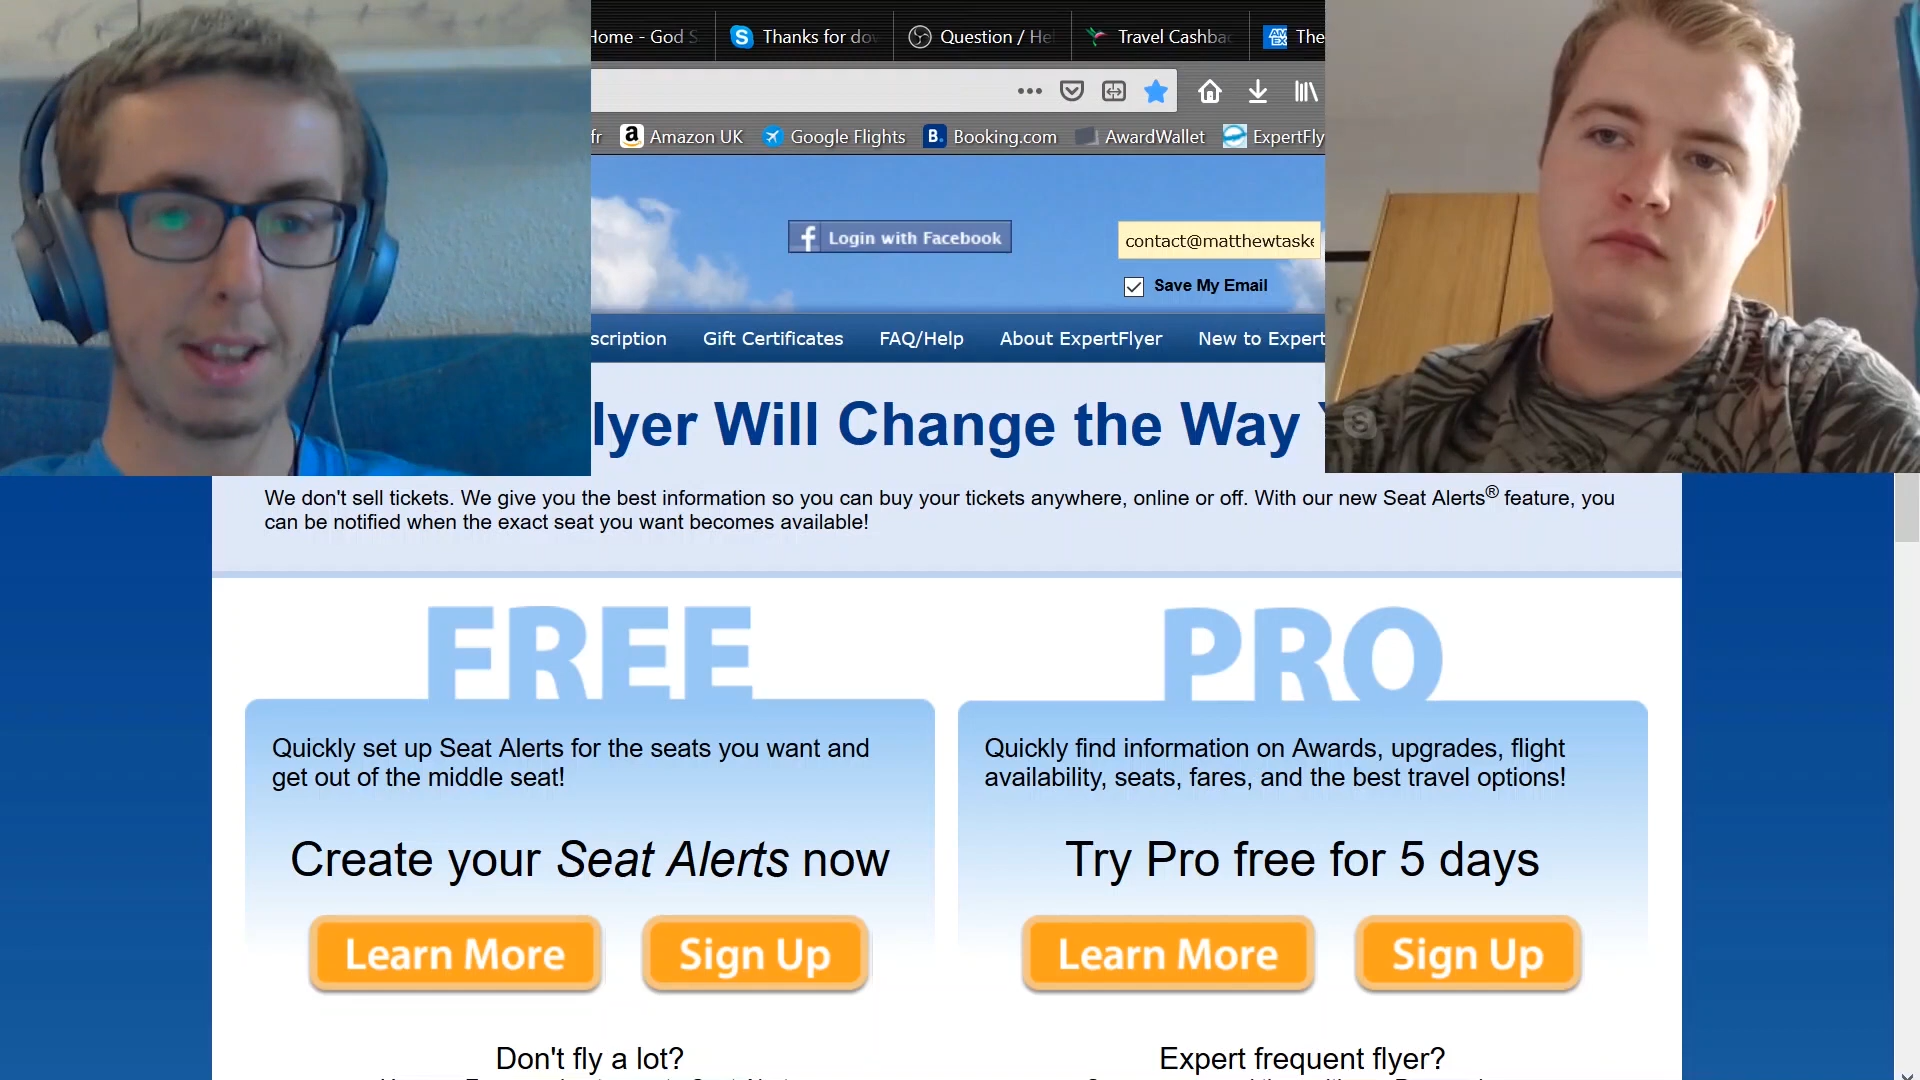 Home - God S
Thanks for dov
Question / He
Travel Cashba
AMEX
The
fr
Amazon UK
Google Flights
B. Booking.com
AwardWallet
ExpertFly
Login with Facebook
contact@matthewtaske
Save My Email
scription
Gift Certificates
FAQ/Help
About ExpertFlyer
New to Expert
lyer Will Change the Way
We don't sell tickets. We give you the best information so you can buy your tickets anywhere, online or off. With our new Seat Alerts® feature, you
can be notified when the exact seat you want becomes available!
FREE
Quickly set up Seat Alerts for the seats you want and
get out of the middle seat!
Create your Seat Alerts now
Learn More
Sign Up
Don't fly a lot?
PRO
Quickly find information on Awards, upgrades, flight
availability, seats, fares, and the best travel options!
Try Pro free for 5 days
Learn More
Sign Up
Expert frequent flyer?